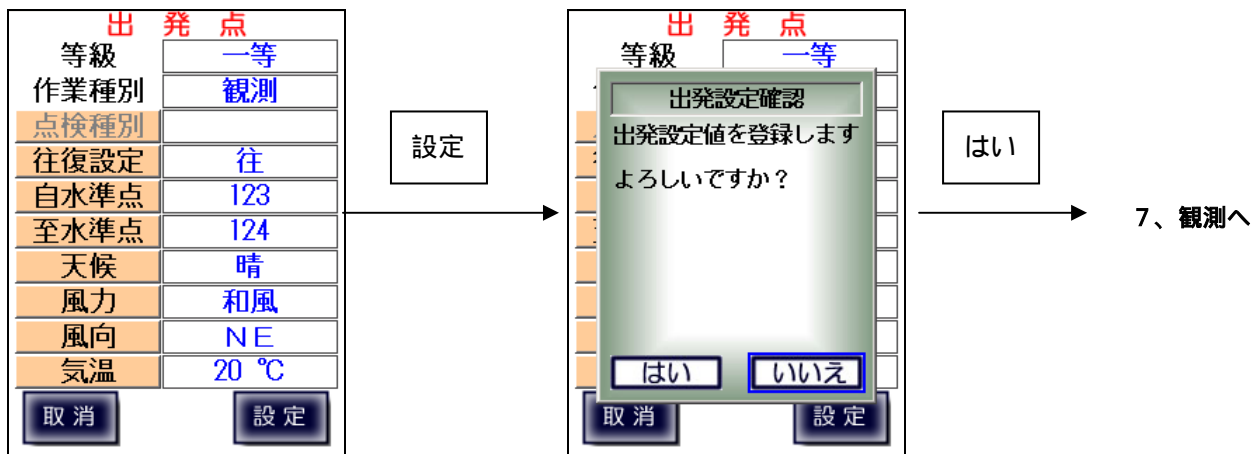 出 発 点
等級 一等
作業種別 観測
点検種別
往復設定 往
自水準点 123
至水準点 124
天候 晴
風力 和風
風向 ＮＥ
気温 20 ℃
取 消 設 定
設定
出 発 点
等級 一等
出発設定確認
出発設定値を登録します
よろしいですか？
はい いいえ
取 消 設 定
はい
７、観測へ